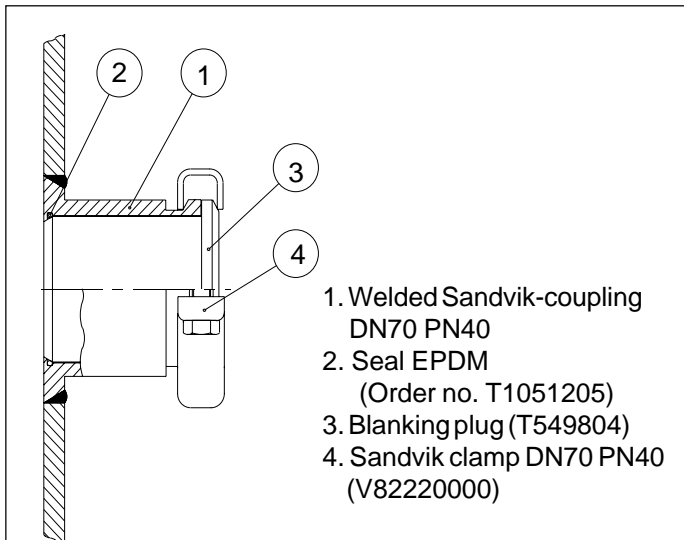 2
1
3
4
1. Welded Sandvik-coupling
DN70 PN40
2. Seal EPDM
(Order no. T1051205)
3. Blanking plug (T549804)
4. Sandvik clamp DN70 PN40
(V82220000)